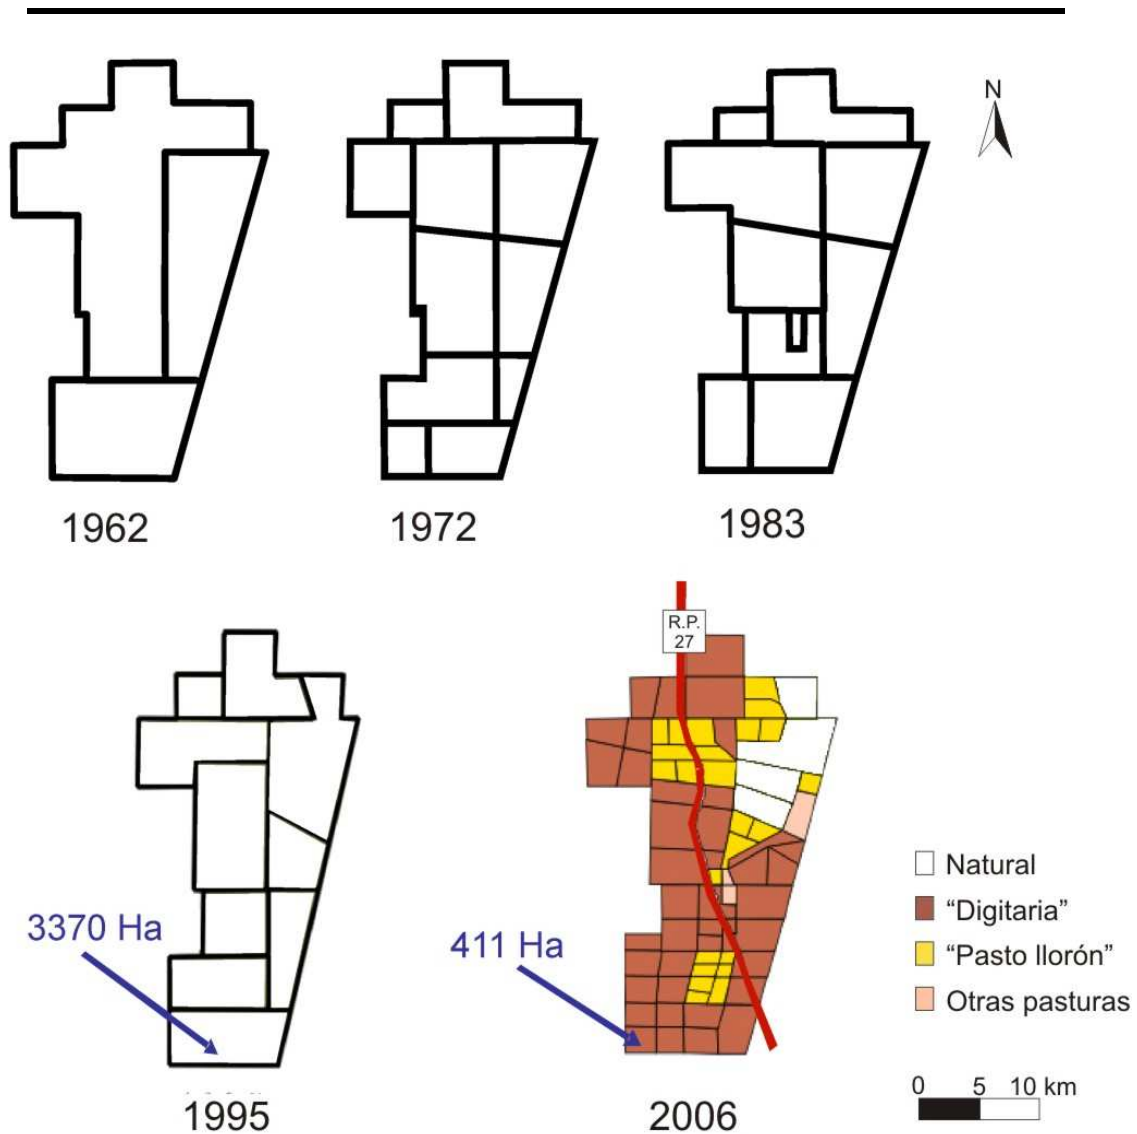 N
1962
1972
1983
R.P.
27
3370 Ha
411 Ha
Natural
“Digitaria”
“Pasto llorón”
Otras pasturas
0 5 10 km
1995
2006